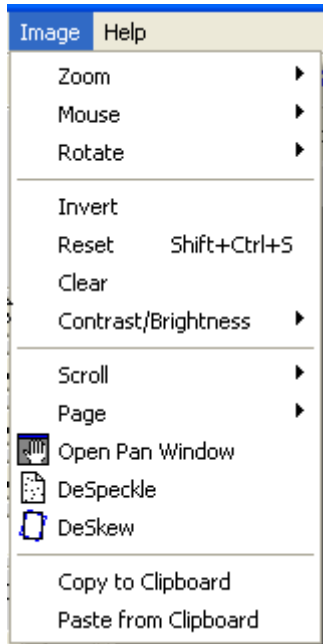 Image Help
Zoom
Mouse
Rotate
Invert
Reset Shift+Ctrl+S
Clear
Contrast/Brightness
Scroll
Page
Open Pan Window
DeSpeckle
DeSkew
Copy to Clipboard
Paste from Clipboard